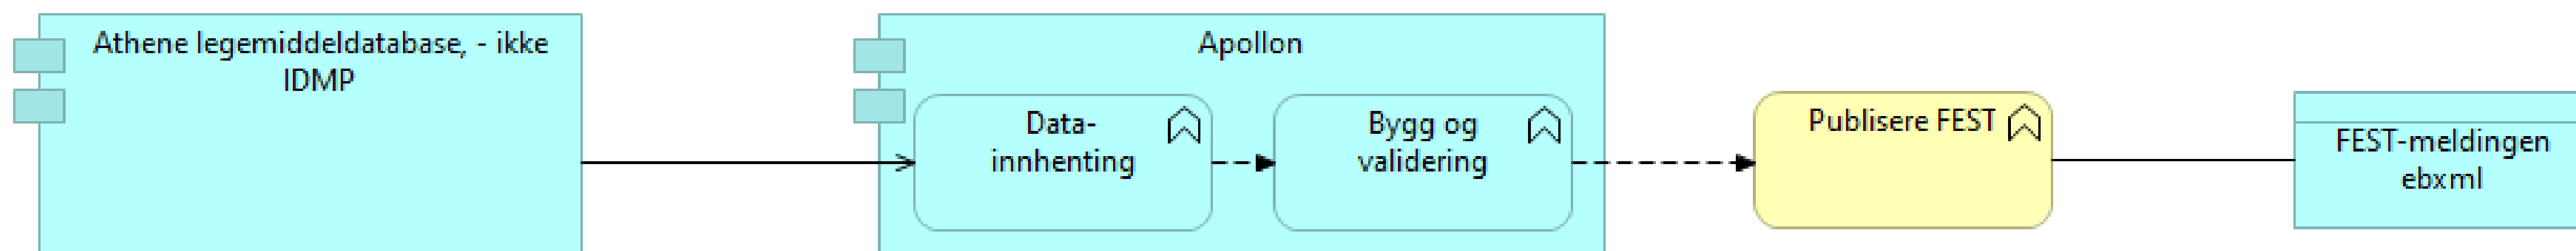 Athene legemiddeldatabase, - ikke
IDMP
Apollon
Data-
innhenting
Bygg og
validering
Publisere FEST
FEST-meldingen
ebxml